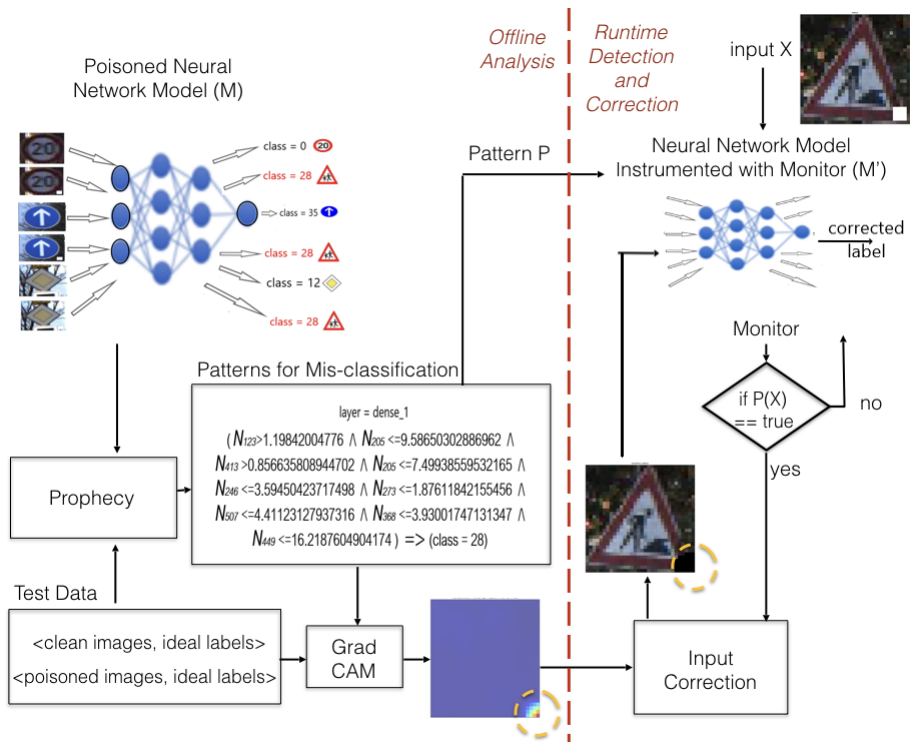 Offline
Analysis
Runtime
Detection
and
Correction
input X
Poisoned Neural
Network Model (M)
20
20
class = 0 20
class = 28
class = 35
class = 28
class = 12
class = 28
Pattern P
Neural Network Model
Instrumented with Monitor (M’)
corrected
label
Monitor
if P(X)
== true
no
yes
Patterns for Mis-classification
layer = dense_1
( N123>1.19842004776 /\ N205<=9.58650302886962 /\
N413>0.856635808944702 /\ N205<=7.49938559532165 /\
N246<=3.59450423717498 /\ N273<=1.87611842155456 /\
N507<=4.41123127937316 /\ N368<=3.93001747131347 /\
N449<=16.2187604904174 ) => (class = 28)
Prophecy
Test Data
<clean images, ideal labels>
<poisoned images, ideal labels>
Grad
CAM
Input
Correction